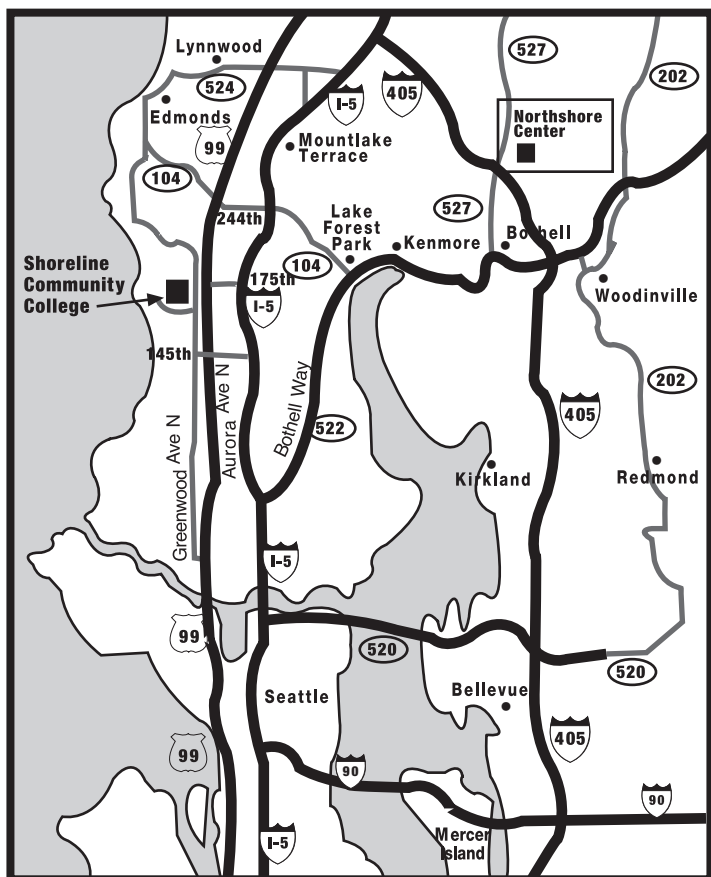 Lynnwood
527
202
524
I-5
405
Northshore
Center
Edmonds
99
Mountlake
Terrace
104
244th
Lake
Forest
Park
527
Bothell
Kenmore
104
Shoreline
Community
College
175th
Woodinville
I-5
145th
Greenwood Ave N
Aurora Ave N
Bothell Way
522
405
202
Kirkland
Redmond
I-5
99
520
520
Seattle
Bellevue
99
405
90
90
I-5
Mercer
Island